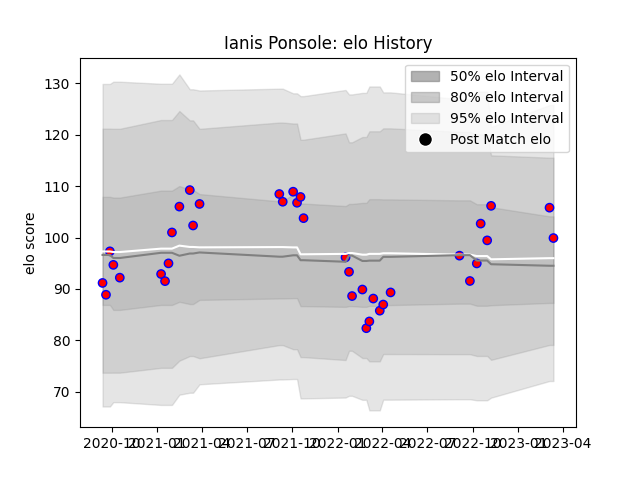 Ianis Ponsole: elo History
50% elo Interval
80% elo Interval
95% elo Interval
Post Match elo
elo score
130
120
110
100
90
80
70
2020-10 2021-01 2021-04 2021-07 2021-10 2022-01 2022-04 2022-07 2022-10 2023-01 2023-04